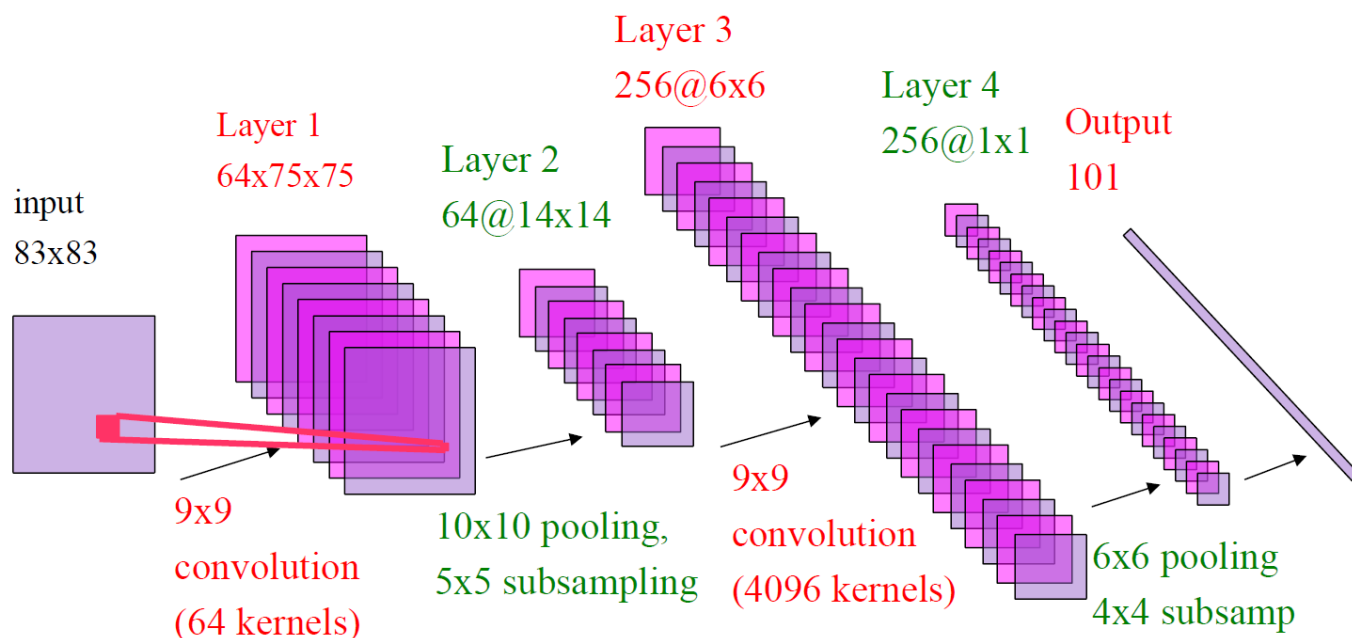 input
83x83
Layer 1
64x75x75
Layer 2
64@14x14
Layer 3
256@6x6
Layer 4
256@1x1
Output
101
9x9
convolution
(64 kernels)
10x10 pooling,
5x5 subsampling
9x9
convolution
(4096 kernels)
6x6 pooling
4x4 subsamp